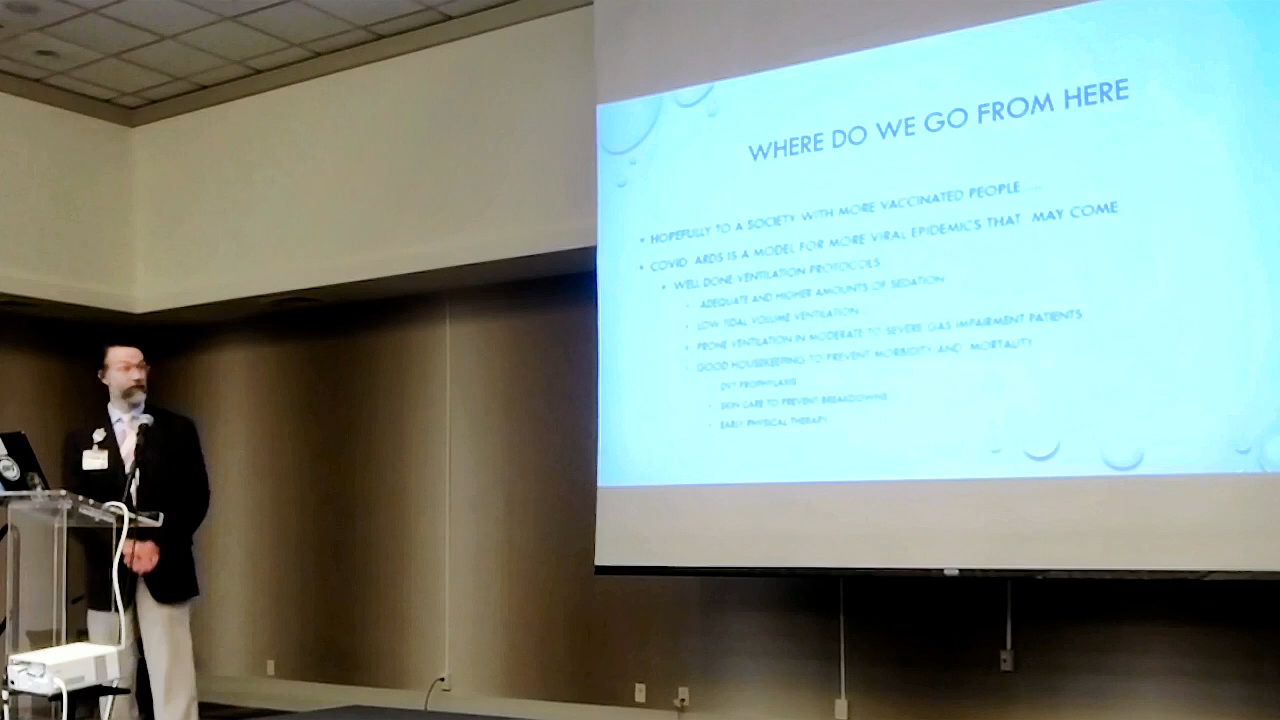 WHERE DO WE GO FROM HERE
• HOPEFULLY TO A SOCIETY WITH MORE VACCINATED PEOPLE ....
• COVID ARDS IS A MODEL FOR MORE VIRAL EPIDEMICS THAT MAY COME
• WELL DONE VENTILATION PROTOCOLS
• ADEQUATE AND HIGHER AMOUNTS OF SEDATION
• LOW TIDAL VOLUME VENTILATION
• PRONE VENTILATION IN MODERATE TO SEVERE GAS IMPAIRMENT PATIENTS
• GOOD HOUSEKEEPING TO PREVENT MORBIDITY AND MORTALITY
DVT PROPHYLAXIS
• SKIN CARE TO PREVENT BREAKDOWNS
• EARLY PHYSICAL THERAPY